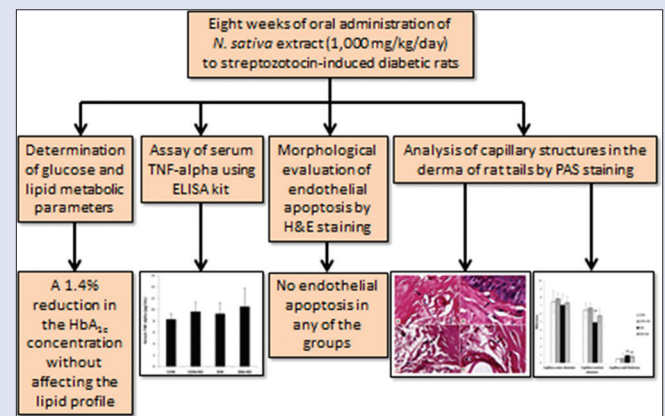 Eight weeks of oral administration of
N. sativa extract (1,000 mg/kg/day)
to streptozotocin-induced diabetic rats
Determination
of glucose and
lipid metabolic
parameters
Assay of serum
TNF-alpha using
ELISA kit
Morphological
evaluation of
endothelial
apoptosis by
H&E staining
Analysis of capillary structures in the
derma of rat tails by PAS staining
A 1.4%
reduction in
the HbA1c
concentration
without
affecting the
lipid profile
No endothelial
apoptosis in
any of the
groups